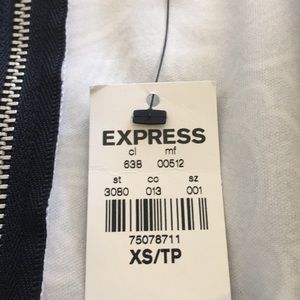 EXPRESS
cl mf
638 00512
st co sz
3080 013 001
75078711
XS/TP